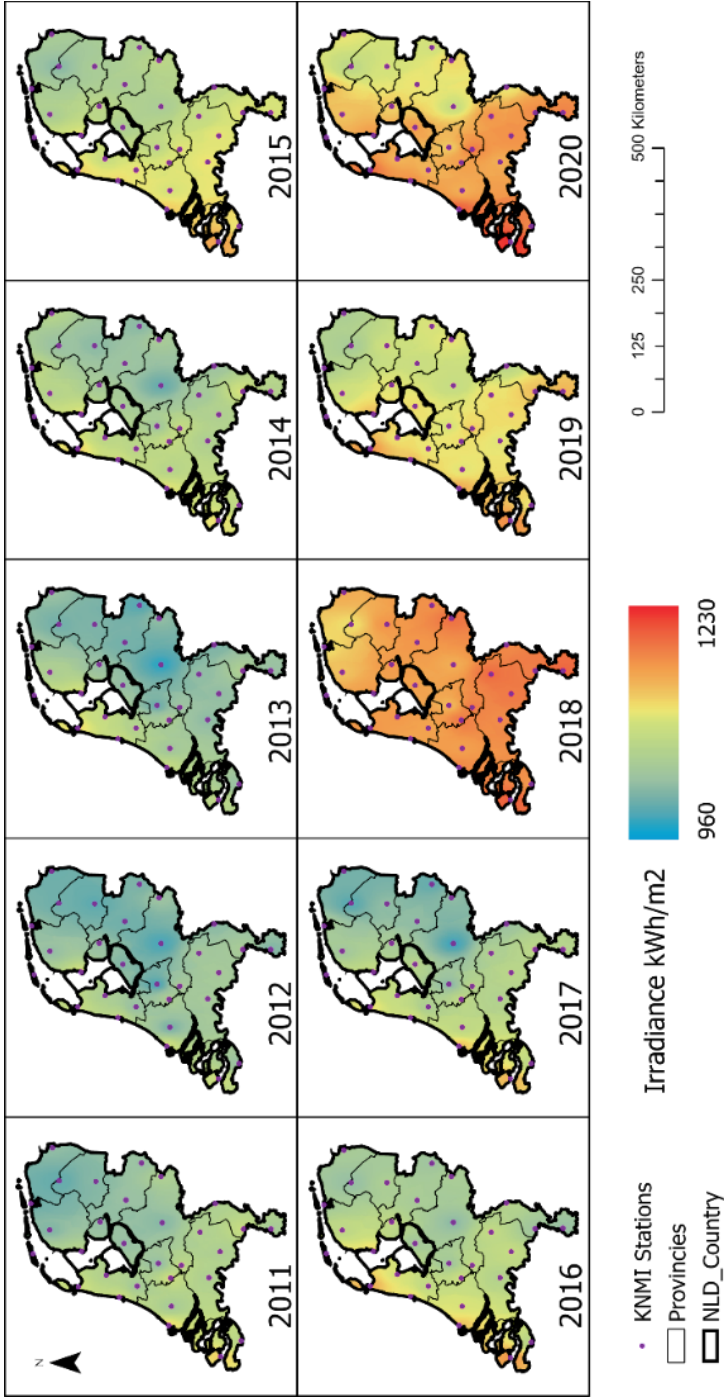 N
2011
2012
2013
2014
2015
2016
2017
2018
2019
2020
KNMI Stations
Provincies
NLD_Country
Irradiance kWh/m2
960 1230
0 125 250 500 Kilometers